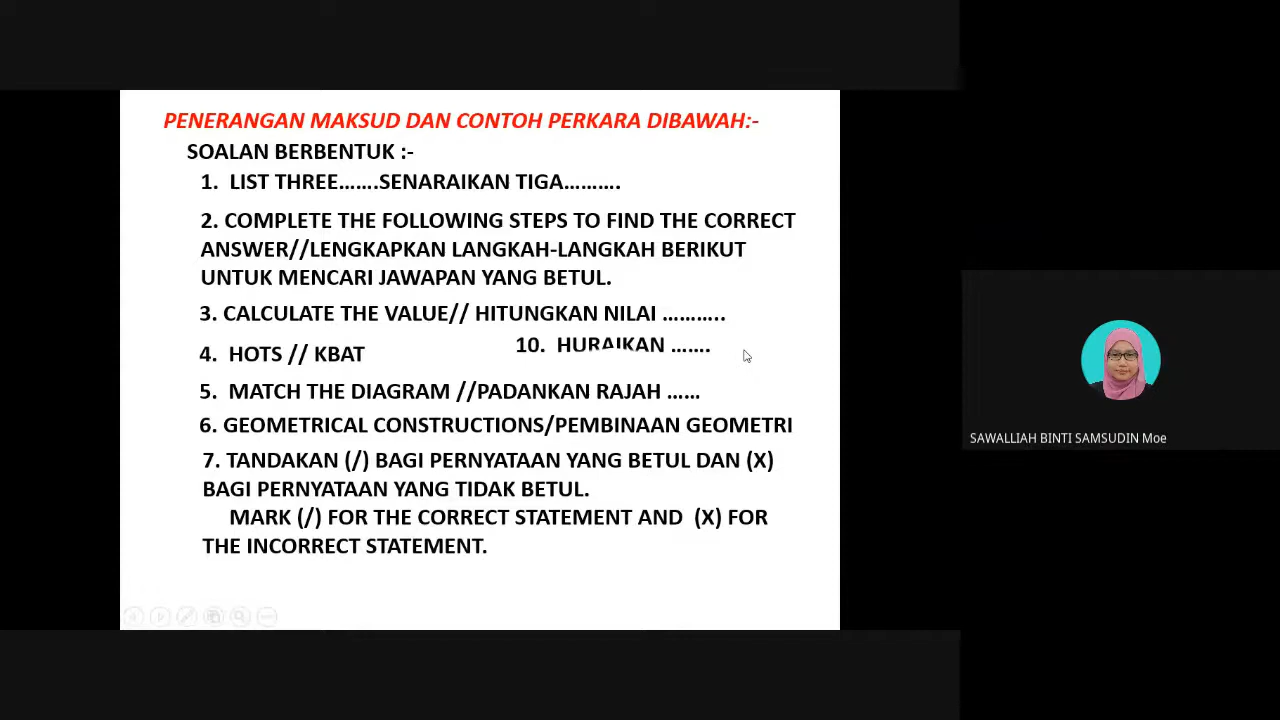 PENERANGAN MAKSUD DAN CONTOH PERKARA DIBAWAH:-
SOALAN BERBENTUK :-
1. LIST THREE.......SENARAIKAN TIGA..........
2. COMPLETE THE FOLLOWING STEPS TO FIND THE CORRECT
ANSWER//LENGKAPKAN LANGKAH-LANGKAH BERIKUT
UNTUK MENCARI JAWAPAN YANG BETUL.
3. CALCULATE THE VALUE// HITUNGKAN NILAI ...........
4. HOTS // KBAT
10. HURAIKAN .......
5. MATCH THE DIAGRAM //PADANKAN RAJAH ......
6. GEOMETRICAL CONSTRUCTIONS/PEMBINAAN GEOMETRI
7. TANDAKAN (/) BAGI PERNYATAAN YANG BETUL DAN (X)
BAGI PERNYATAAN YANG TIDAK BETUL.
MARK (/) FOR THE CORRECT STATEMENT AND (X) FOR
THE INCORRECT STATEMENT.
SAWALLIAH BINTI SAMSUDIN Moe